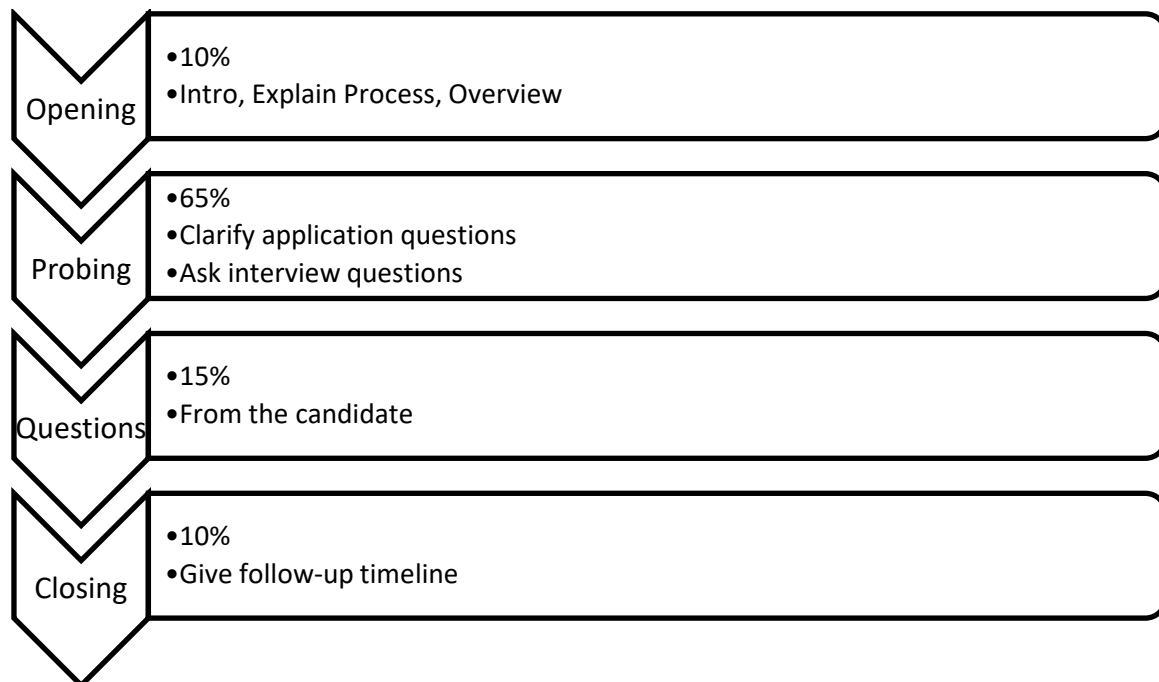 Opening
•10%
•Intro, Explain Process, Overview
Probing
•65%
•Clarify application questions
•Ask interview questions
Questions
•15%
•From the candidate
Closing
•10%
•Give follow-up timeline